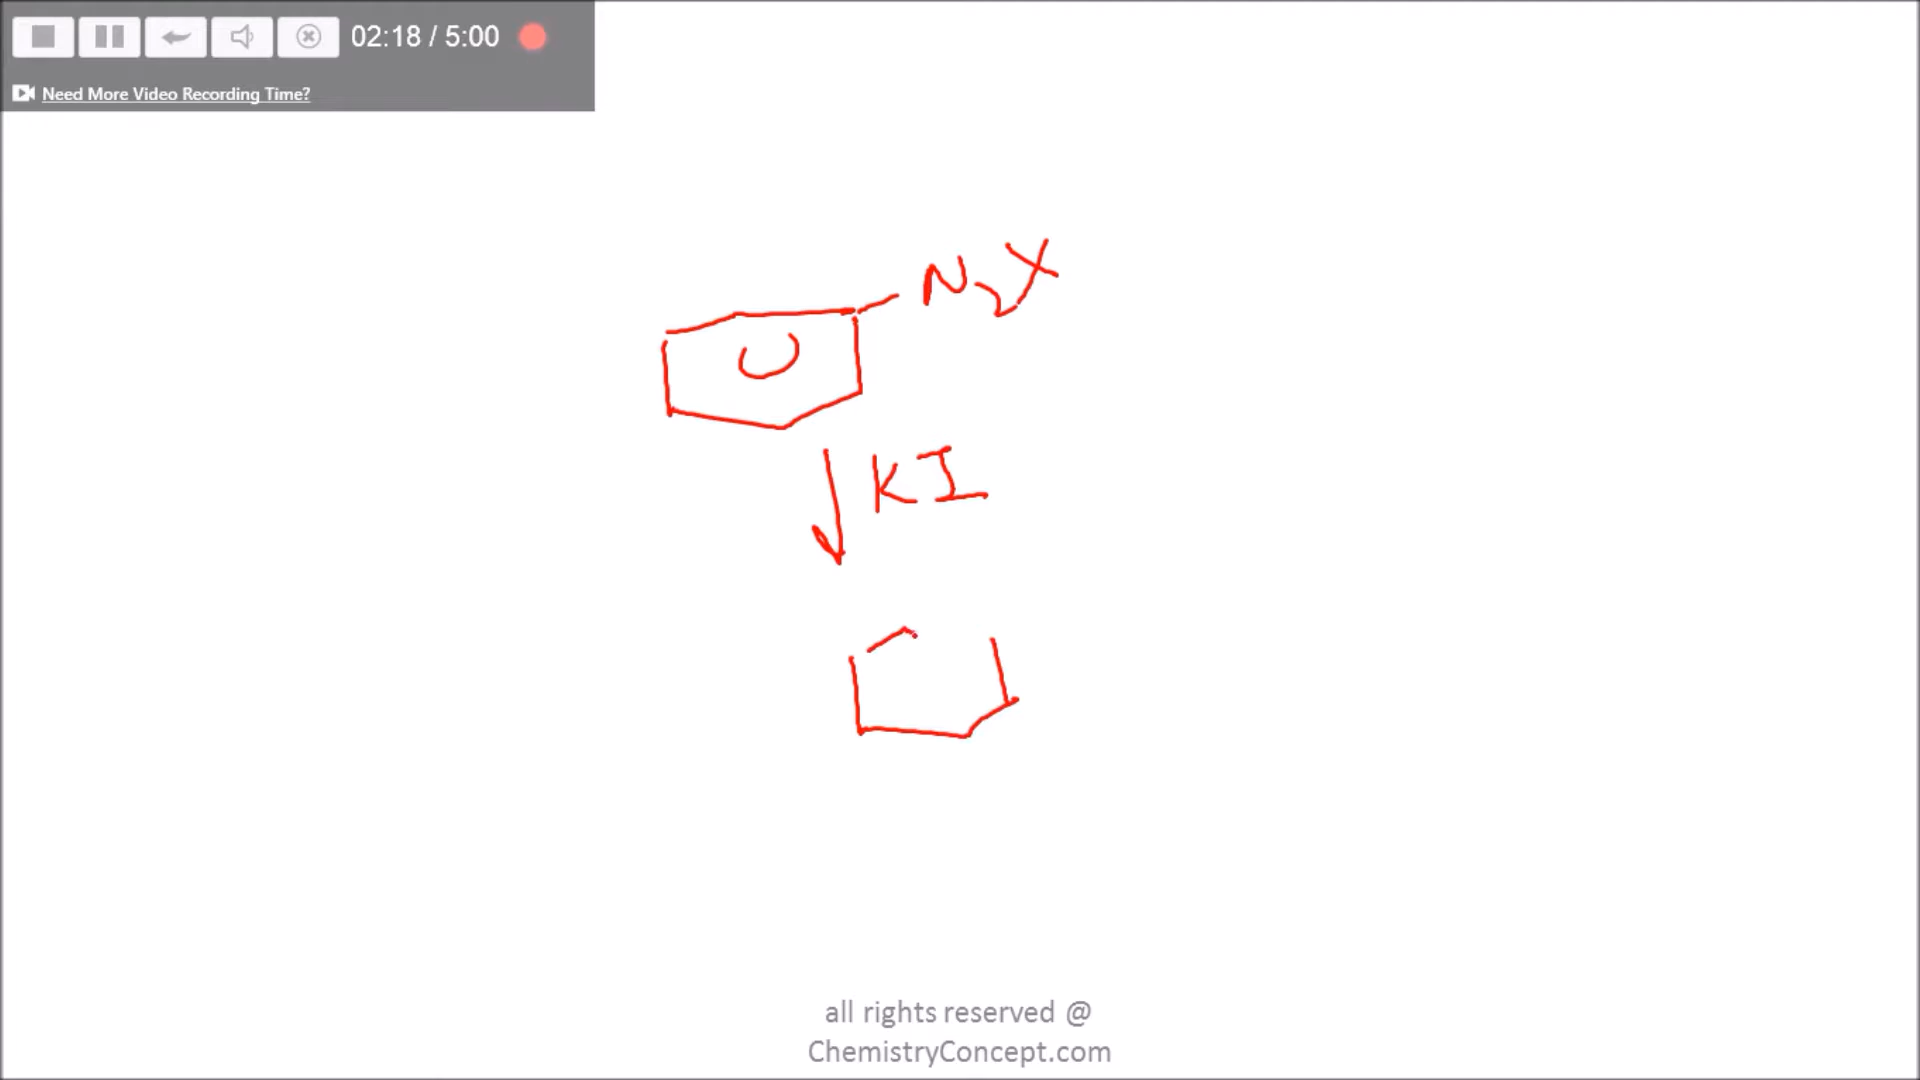 02:18 / 5:00
Need More Video Recording Time?
N₂X
KI
all rights reserved @
ChemistryConcept.com